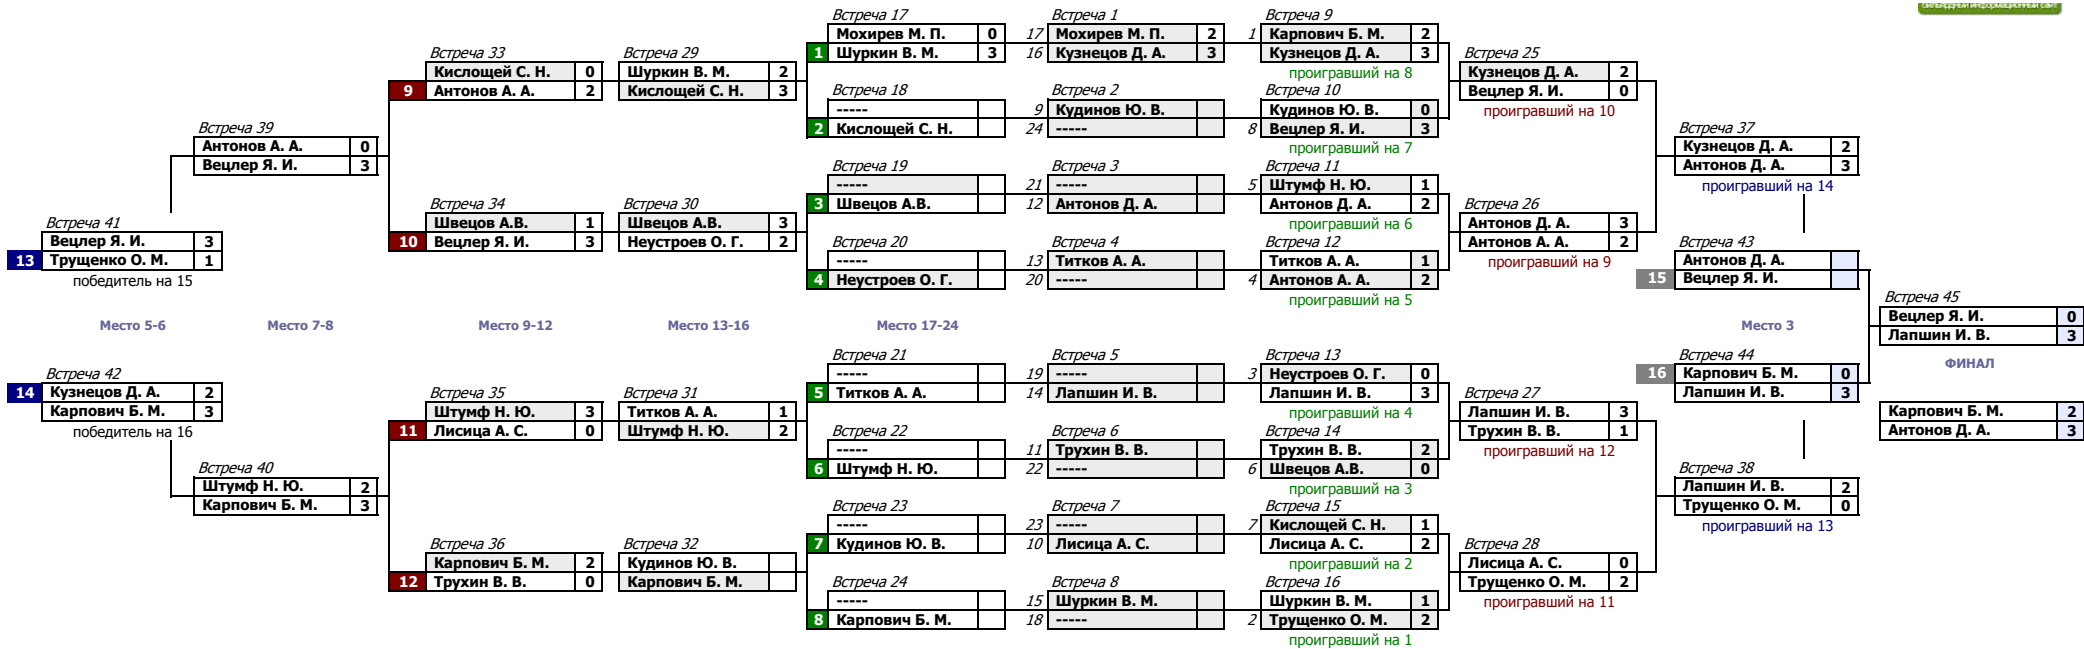 бильярдный информационный сайт
Встреча 17 Встреча 1 Встреча 9
Мохирев М. П. 0 17 Мохирев М. П. 2 1 Карпович Б. М. 2
Встреча 33 Встреча 29 1 Шуркин В. М. 3 16 Кузнецов Д. А. 3 Кузнецов Д. А. 3 Встреча 25
Кислощей С. Н. 0 Шуркин В. М. 2 проигравший на 8 Кузнецов Д. А. 2
9 Антонов А. А. 2 Кислощей С. Н. 3 Встреча 18 Встреча 2 Встреча 10 Вецлер Я. И. 0
----- 9 Кудинов Ю. В. Кудинов Ю. В. 0 проигравший на 10
Встреча 39 2 Кислощей С. Н. 24 ----- 8 Вецлер Я. И. 3 Встреча 37
Антонов А. А. 0 проигравший на 7 Кузнецов Д. А. 2
Вецлер Я. И. 3 Встреча 19 Встреча 3 Встреча 11 Антонов Д. А. 3
----- 21 ----- 5 Штумф Н. Ю. 1 проигравший на 14
Встреча 34 Встреча 30 3 Швецов А.В. 12 Антонов Д. А. Антонов Д. А. 2 Встреча 26
Встреча 41 Швецов А.В. 1 Швецов А.В. 3 проигравший на 6 Антонов Д. А. 3
Вецлер Я. И. 3 10 Вецлер Я. И. 3 Неустроев О. Г. 2 Встреча 20 Встреча 4 Встреча 12 Антонов А. А. 2 Встреча 43
13 Трущенко О. М. 1 ----- 13 Титков А. А. Титков А. А. 1 проигравший на 9 Антонов Д. А.
победитель на 15 4 Неустроев О. Г. 20 ----- 4 Антонов А. А. 2 15 Вецлер Я. И.
проигравший на 5 Встреча 45
Вецлер Я. И. 0
Место 5-6 Место 7-8 Место 9-12 Место 13-16 Место 17-24 Место 3
Лапшин И. В. 3
Встреча 21 Встреча 5 Встреча 13 Встреча 44
Встреча 42 ----- 19 ----- 3 Неустроев О. Г. 0 16 Карпович Б. М. 0 ФИНАЛ
14 Кузнецов Д. А. 2 Встреча 35 Встреча 31 5 Титков А. А. 14 Лапшин И. В. Лапшин И. В. 3 Встреча 27 Лапшин И. В. 3
Карпович Б. М. 3 Штумф Н. Ю. 3 Титков А. А. 1 проигравший на 4 Лапшин И. В. 3 Карпович Б. М. 2
победитель на 16 11 Лисица А. С. 0 Штумф Н. Ю. 2 Встреча 22 Встреча 6 Встреча 14 Трухин В. В. 1 Антонов Д. А. 3
----- 11 Трухин В. В. Трухин В. В. 2 проигравший на 12
Встреча 40 6 Штумф Н. Ю. 22 ----- 6 Швецов А.В. 0 Встреча 38
Штумф Н. Ю. 2 проигравший на 3 Лапшин И. В. 2
Карпович Б. М. 3 Встреча 23 Встреча 7 Встреча 15 Трущенко О. М. 0
----- 23 ----- 7 Кислощей С. Н. 1 проигравший на 13
Встреча 36 Встреча 32 7 Кудинов Ю. В. 10 Лисица А. С. Лисица А. С. 2 Встреча 28
Карпович Б. М. 2 Кудинов Ю. В. проигравший на 2 Лисица А. С. 0
12 Трухин В. В. 0 Карпович Б. М. Встреча 24 Встреча 8 Встреча 16 Трущенко О. М. 2
----- 15 Шуркин В. М. Шуркин В. М. 1 проигравший на 11
8 Карпович Б. М. 18 ----- 2 Трущенко О. М. 2
проигравший на 1